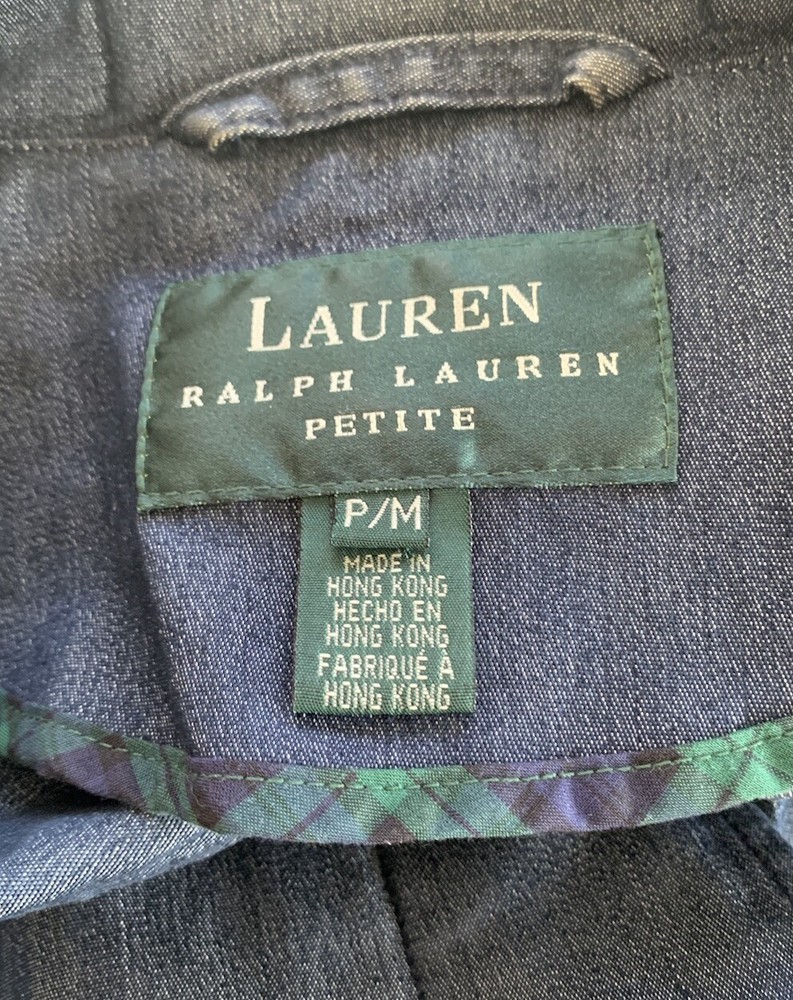 LAUREN
RALPH LAUREN
PETITE
P/M
MADE IN
HONG KONG
HECHO EN
HONG KONG
FABRIQUÉ À
HONG KONG